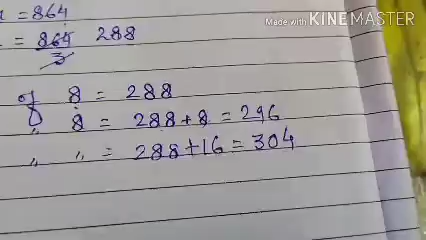 Made with KINEMASTER
= 864
= 864 288
3
of 8 = 288
" 8 = 288+8 = 296
" " = 288+16 = 304